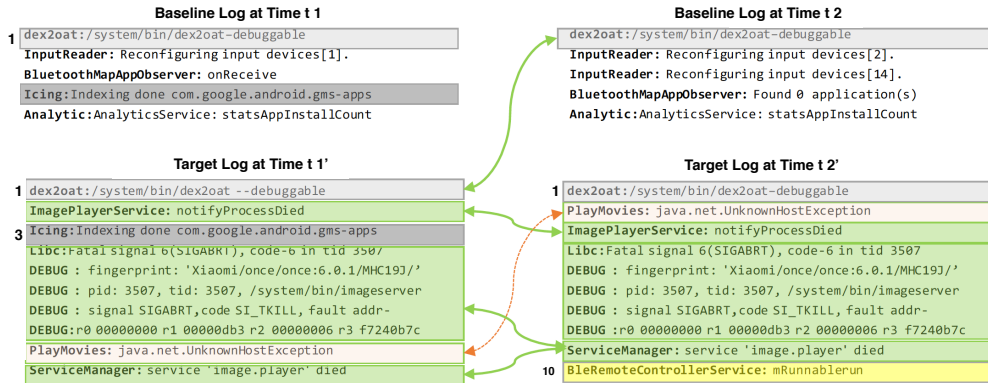 Baseline Log at Time t 1
1 dex2oat:/system/bin/dex2oat-debuggable
InputReader: Reconfiguring input devices[1].
BluetoothMapAppObserver: onReceive
Icing:Indexing done com.google.android.gms-apps
Analytic:AnalyticsService: statsAppInstallCount
Baseline Log at Time t 2
dex2oat:/system/bin/dex2oat-debuggable
InputReader: Reconfiguring input devices[2].
InputReader: Reconfiguring input devices[14].
BluetoothMapAppObserver: Found 0 application(s)
Analytic:AnalyticsService: statsAppInstallCount
Target Log at Time t 1’
1 dex2oat:/system/bin/dex2oat --debuggable
ImagePlayerService: notifyProcessDied
3 Icing:Indexing done com.google.android.gms-apps
Libc:Fatal signal 6(SIGABRT), code-6 in tid 3507
DEBUG : fingerprint: 'Xiaomi/once/once:6.0.1/MHC19J/’
DEBUG : pid: 3507, tid: 3507, /system/bin/imageserver
DEBUG : signal SIGABRT,code SI_TKILL, fault addr-
DEBUG:r0 00000000 r1 00000db3 r2 00000006 r3 f7240b7c
PlayMovies: java.net.UnknownHostException
ServiceManager: service 'image.player' died
Target Log at Time t 2’
1 dex2oat:/system/bin/dex2oat-debuggable
PlayMovies: java.net.UnknownHostException
ImagePlayerService: notifyProcessDied
Libc:Fatal signal 6(SIGABRT), code-6 in tid 3507
DEBUG : fingerprint: 'Xiaomi/once/once:6.0.1/MHC19J/’
DEBUG : pid: 3507, tid: 3507, /system/bin/imageserver
DEBUG : signal SIGABRT,code SI_TKILL, fault addr-
DEBUG:r0 00000000 r1 00000db3 r2 00000006 r3 f7240b7c
ServiceManager: service 'image.player' died
10 BleRemoteControllerService: mRunnablerun